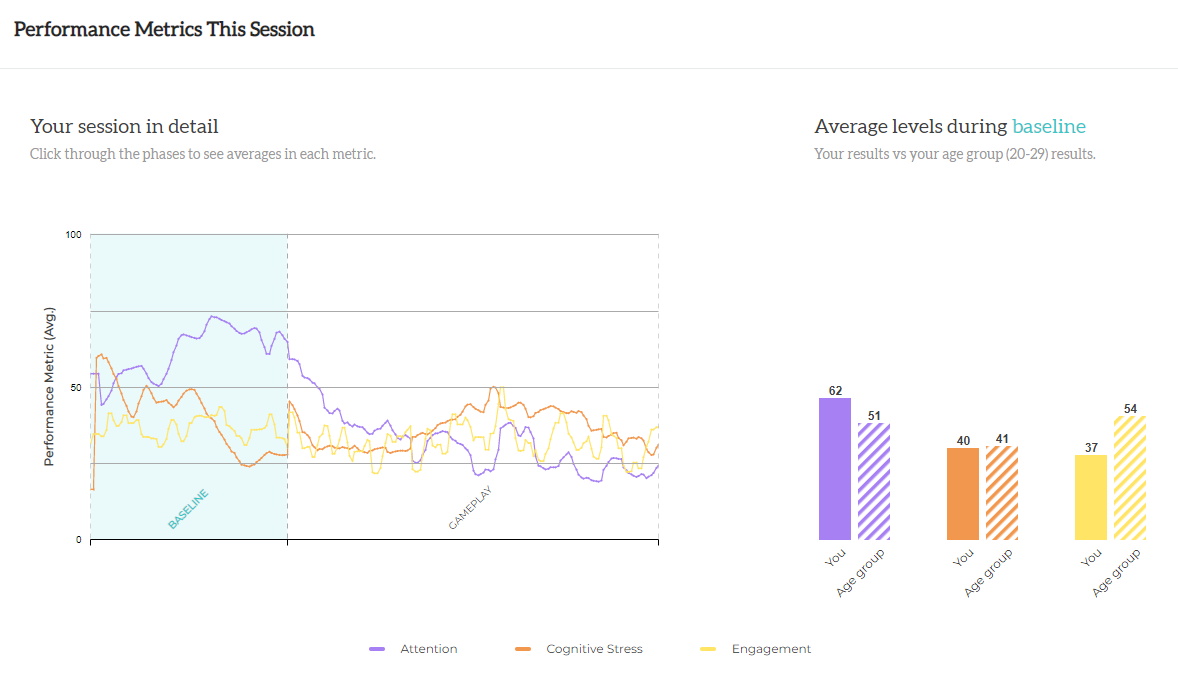 Performance Metrics This Session
Your session in detail
Click through the phases to see averages in each metric.
Average levels during baseline
Your results vs your age group (20-29) results.
Performance Metric (Avg.)
100
50
0
BASELINE
GAMEPLAY
62
51
40
41
37
54
You
Age group
You
Age group
You
Age group
Attention
Cognitive Stress
Engagement